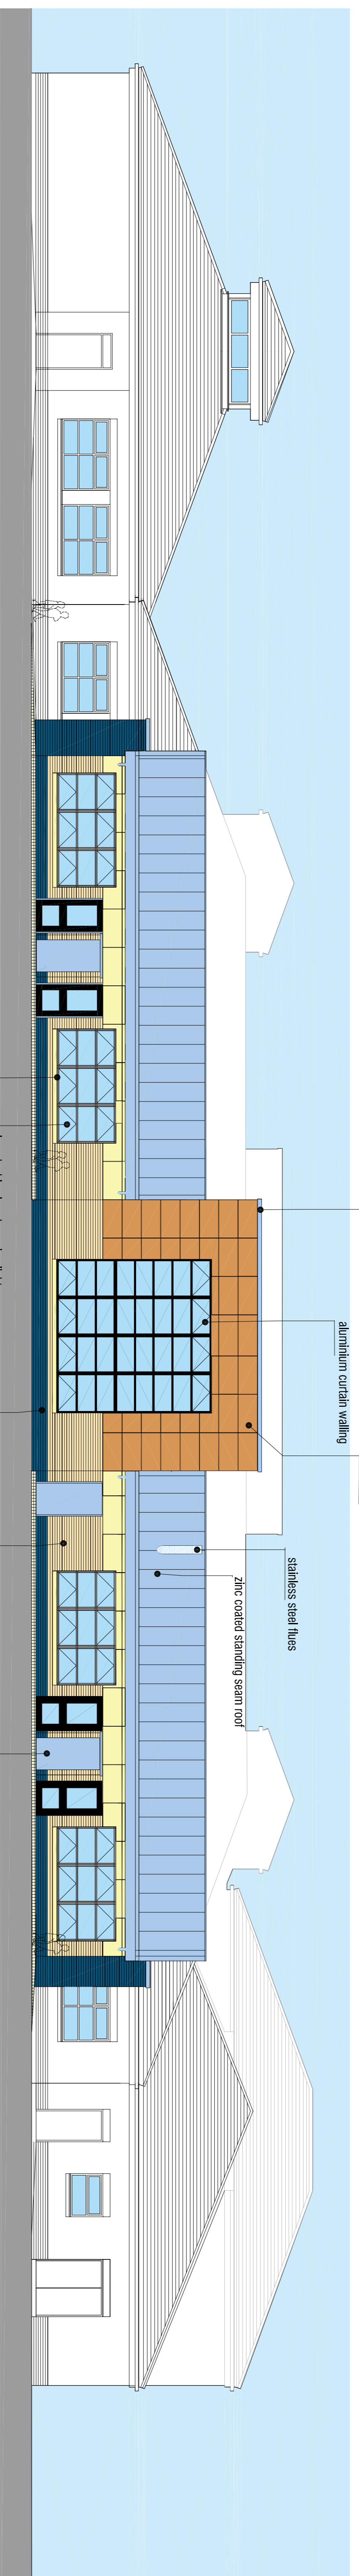 aluminium curtain walling
stainless steel flues
zinc coated standing seam roof